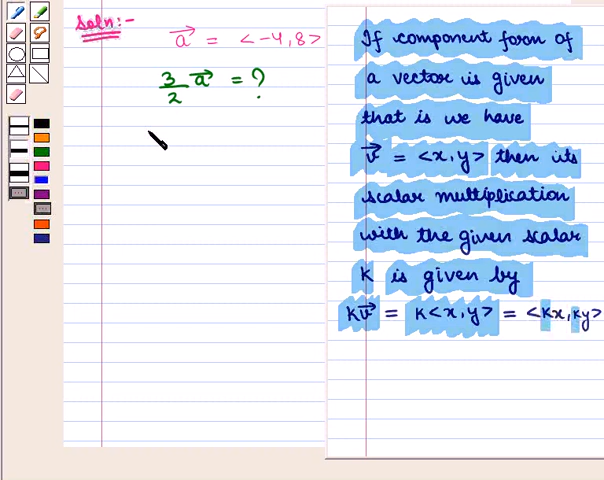 Soln:-
a⃗ = <-4,8>
3/2 a⃗ = ?
If component form of
a vector is given
that is we have
v⃗ = <x,y> then its
scalar multiplication
with the given scalar
k is given by
kv⃗ = k<x,y> = <kx,ky>